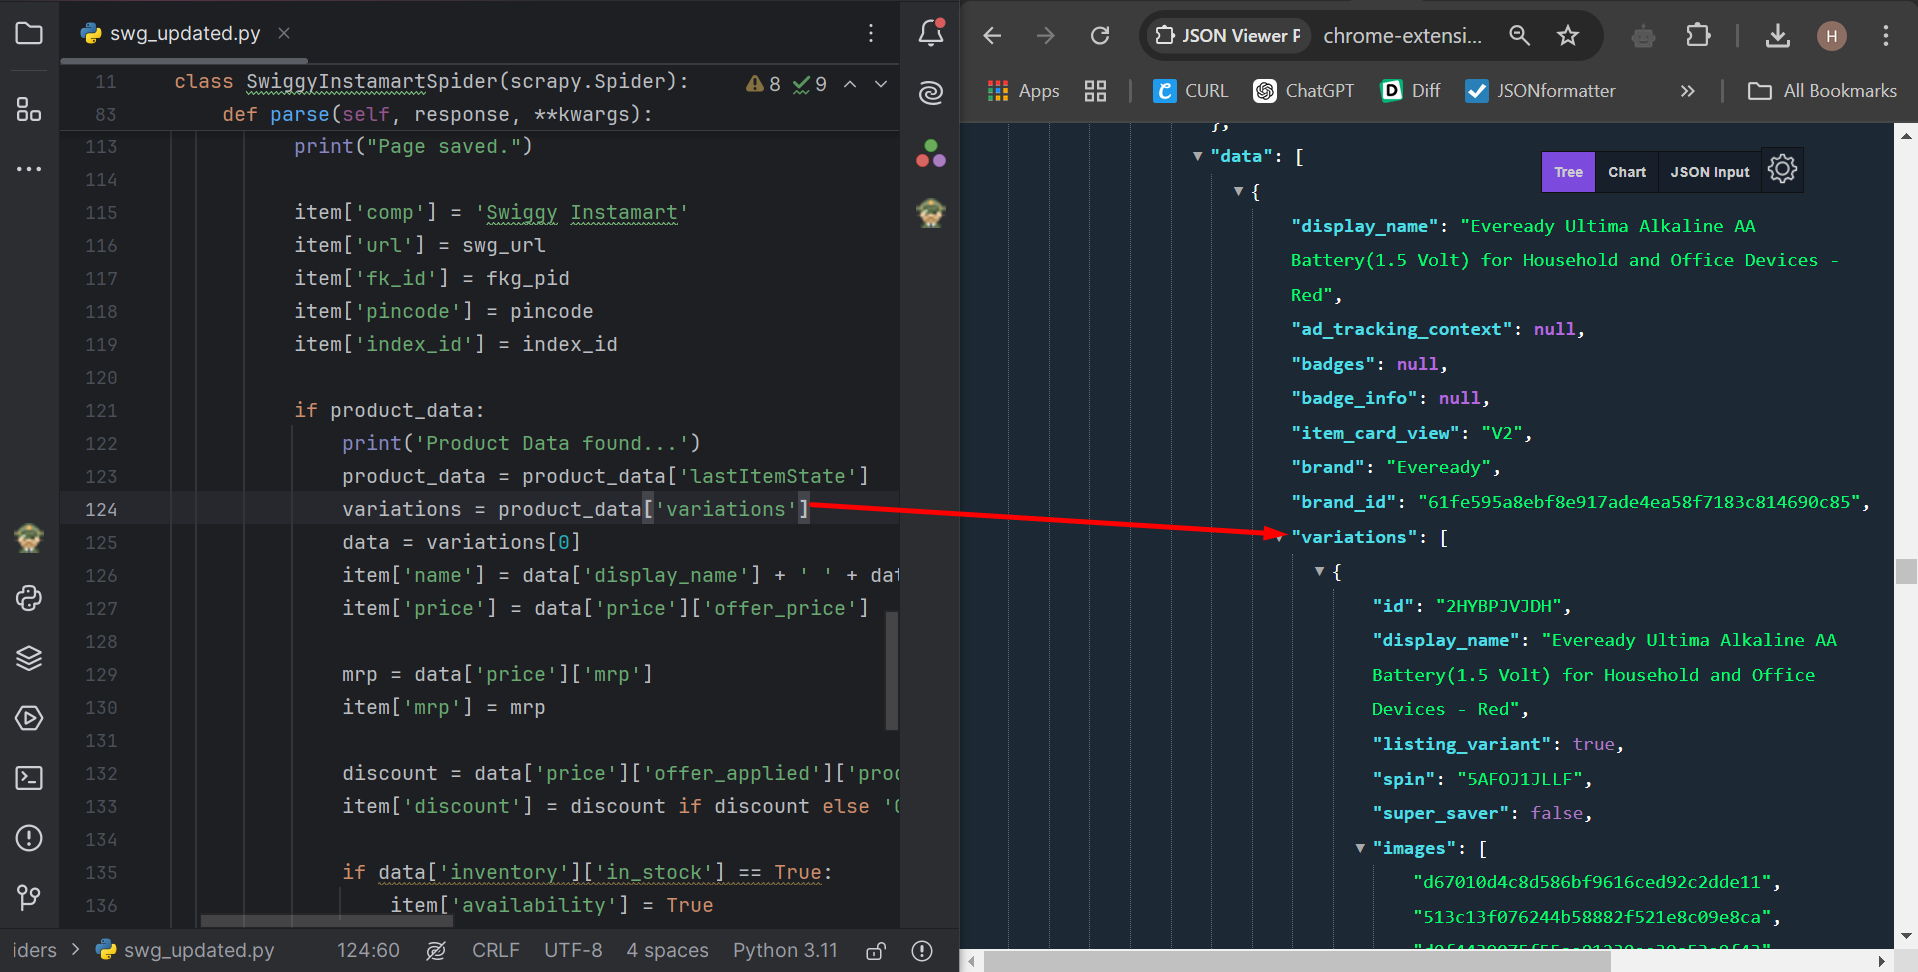 swg_updated.py
11 class SwiggyInstamartSpider(scrapy.Spider): 8 9
83 def parse(self, response, **kwargs):
113 print("Page saved.")
114
115 item['comp'] = 'Swiggy Instamart'
116 item['url'] = swg_url
117 item['fk_id'] = fkg_pid
118 item['pincode'] = pincode
119 item['index_id'] = index_id
120
121 if product_data:
122 print('Product Data found...')
123 product_data = product_data['lastItemState']
124 variations = product_data['variations']
125 data = variations[0]
126 item['name'] = data['display_name'] + ' ' + dat
127 item['price'] = data['price']['offer_price']
128
129 mrp = data['price']['mrp']
130 item['mrp'] = mrp
131
132 discount = data['price']['offer_applied']['pro
133 item['discount'] = discount if discount else '
134
135 if data['inventory']['in_stock'] == True:
136 item['availability'] = True
iders > swg_updated.py 124:60 CRLF UTF-8 4 spaces Python 3.11
JSON Viewer P chrome-extensi... H
Apps CURL ChatGPT Diff JSONformatter » All Bookmarks
},
"data": [
Tree Chart JSON Input
{
"display_name": "Eveready Ultima Alkaline AA
Battery(1.5 Volt) for Household and Office Devices -
Red",
"ad_tracking_context": null,
"badges": null,
"badge_info": null,
"item_card_view": "V2",
"brand": "Eveready",
"brand_id": "61fe595a8ebf8e917ade4ea58f7183c814690c85",
"variations": [
{
"id": "2HYBPJVJDH",
"display_name": "Eveready Ultima Alkaline AA
Battery(1.5 Volt) for Household and Office
Devices - Red",
"listing_variant": true,
"spin": "5AFOJ1JLLF",
"super_saver": false,
"images": [
"d67010d4c8d586bf9616ced92c2dde11",
"513c13f076244b58882f521e8c09e8ca",